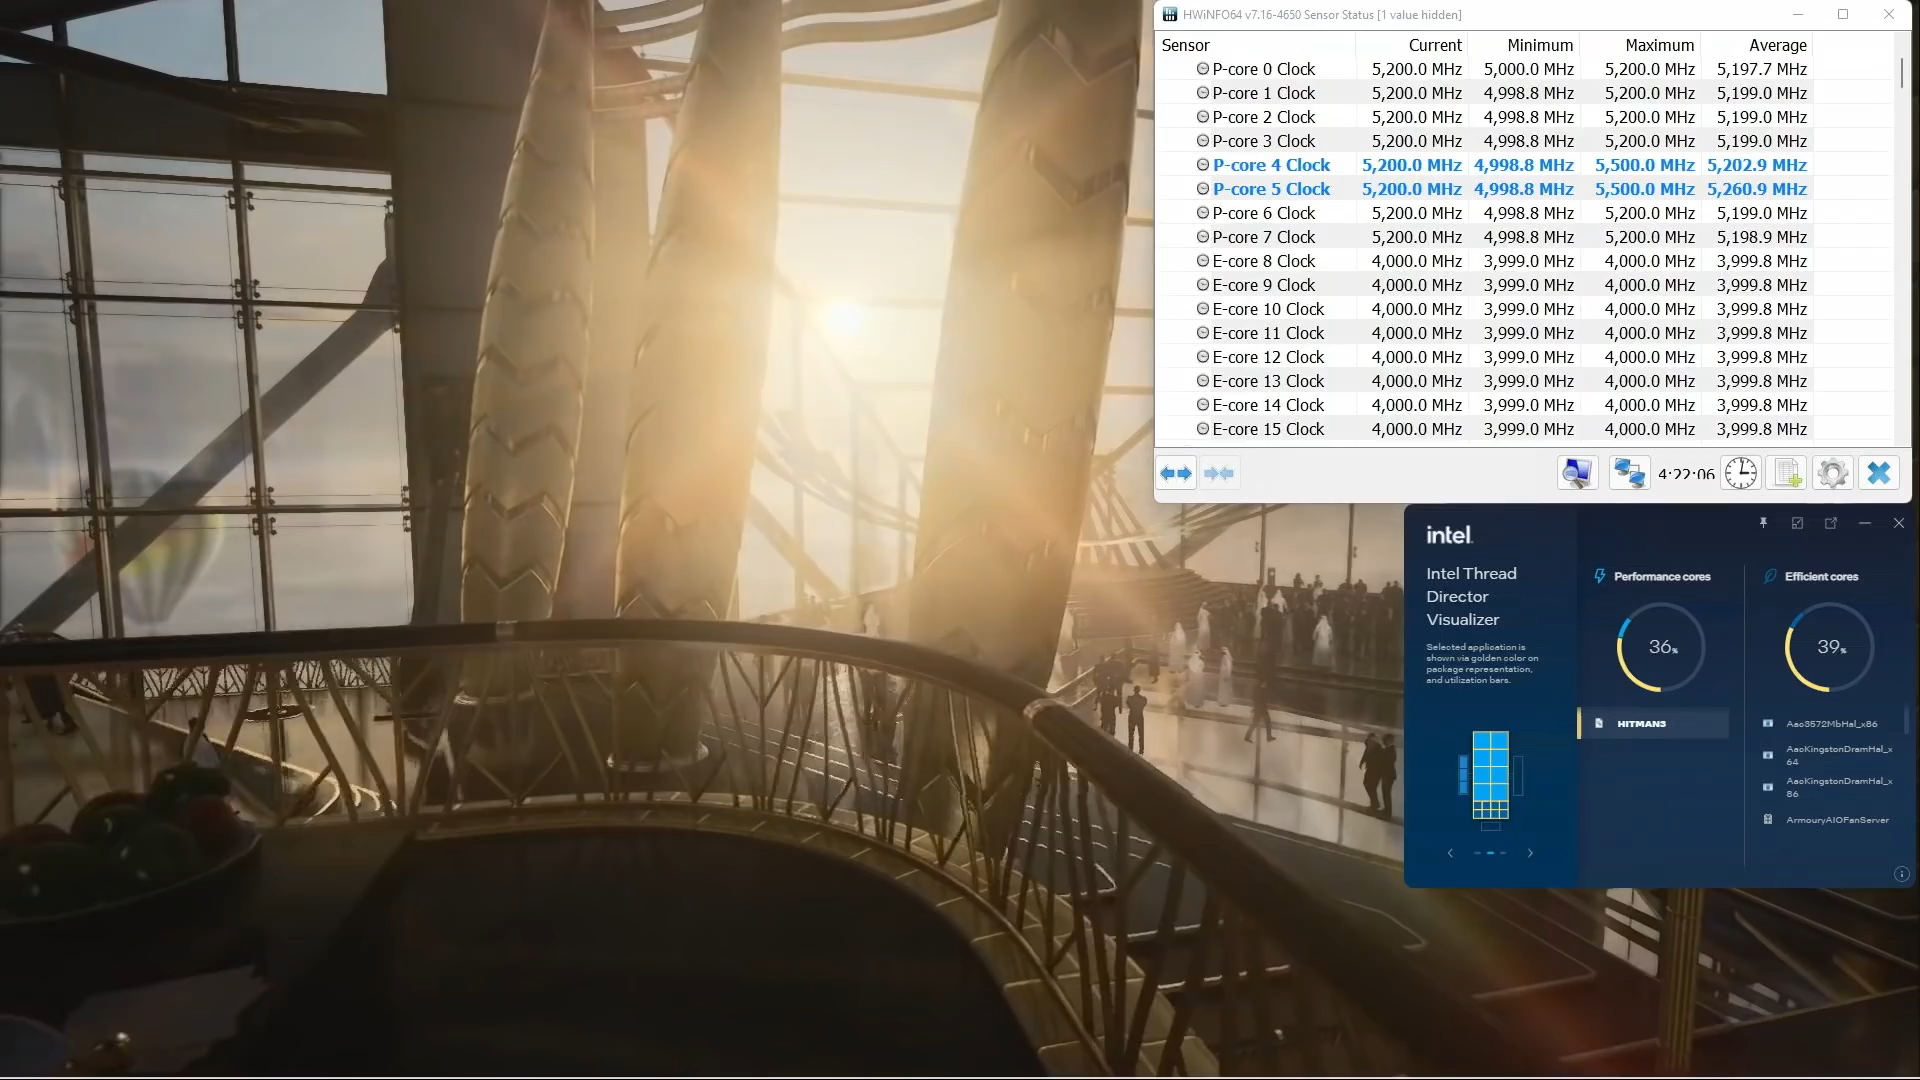 HWiNFO64 v7.16-4650 Sensor Status [1 value hidden]
Sensor Current Minimum Maximum Average
P-core 0 Clock 5,200.0 MHz 5,000.0 MHz 5,200.0 MHz 5,197.7 MHz
P-core 1 Clock 5,200.0 MHz 4,998.8 MHz 5,200.0 MHz 5,199.0 MHz
P-core 2 Clock 5,200.0 MHz 4,998.8 MHz 5,200.0 MHz 5,199.0 MHz
P-core 3 Clock 5,200.0 MHz 4,998.8 MHz 5,200.0 MHz 5,199.0 MHz
P-core 4 Clock 5,200.0 MHz 4,998.8 MHz 5,500.0 MHz 5,202.9 MHz
P-core 5 Clock 5,200.0 MHz 4,998.8 MHz 5,500.0 MHz 5,260.9 MHz
P-core 6 Clock 5,200.0 MHz 4,998.8 MHz 5,200.0 MHz 5,199.0 MHz
P-core 7 Clock 5,200.0 MHz 4,998.8 MHz 5,200.0 MHz 5,198.9 MHz
E-core 8 Clock 4,000.0 MHz 3,999.0 MHz 4,000.0 MHz 3,999.8 MHz
E-core 9 Clock 4,000.0 MHz 3,999.0 MHz 4,000.0 MHz 3,999.8 MHz
E-core 10 Clock 4,000.0 MHz 3,999.0 MHz 4,000.0 MHz 3,999.8 MHz
E-core 11 Clock 4,000.0 MHz 3,999.0 MHz 4,000.0 MHz 3,999.8 MHz
E-core 12 Clock 4,000.0 MHz 3,999.0 MHz 4,000.0 MHz 3,999.8 MHz
E-core 13 Clock 4,000.0 MHz 3,999.0 MHz 4,000.0 MHz 3,999.8 MHz
E-core 14 Clock 4,000.0 MHz 3,999.0 MHz 4,000.0 MHz 3,999.8 MHz
E-core 15 Clock 4,000.0 MHz 3,999.0 MHz 4,000.0 MHz 3,999.8 MHz
4:22:06
intel.
Intel Thread
Director
Visualizer
Selected application is
shown via golden color on
package representation,
and utilization bars.
Performance cores
36%
HITMAN3
Efficient cores
39%
Aac3572MbHal_x86
AacKingstonDramHal_x
64
AacKingstonDramHal_x
86
ArmouryAIOFanServer